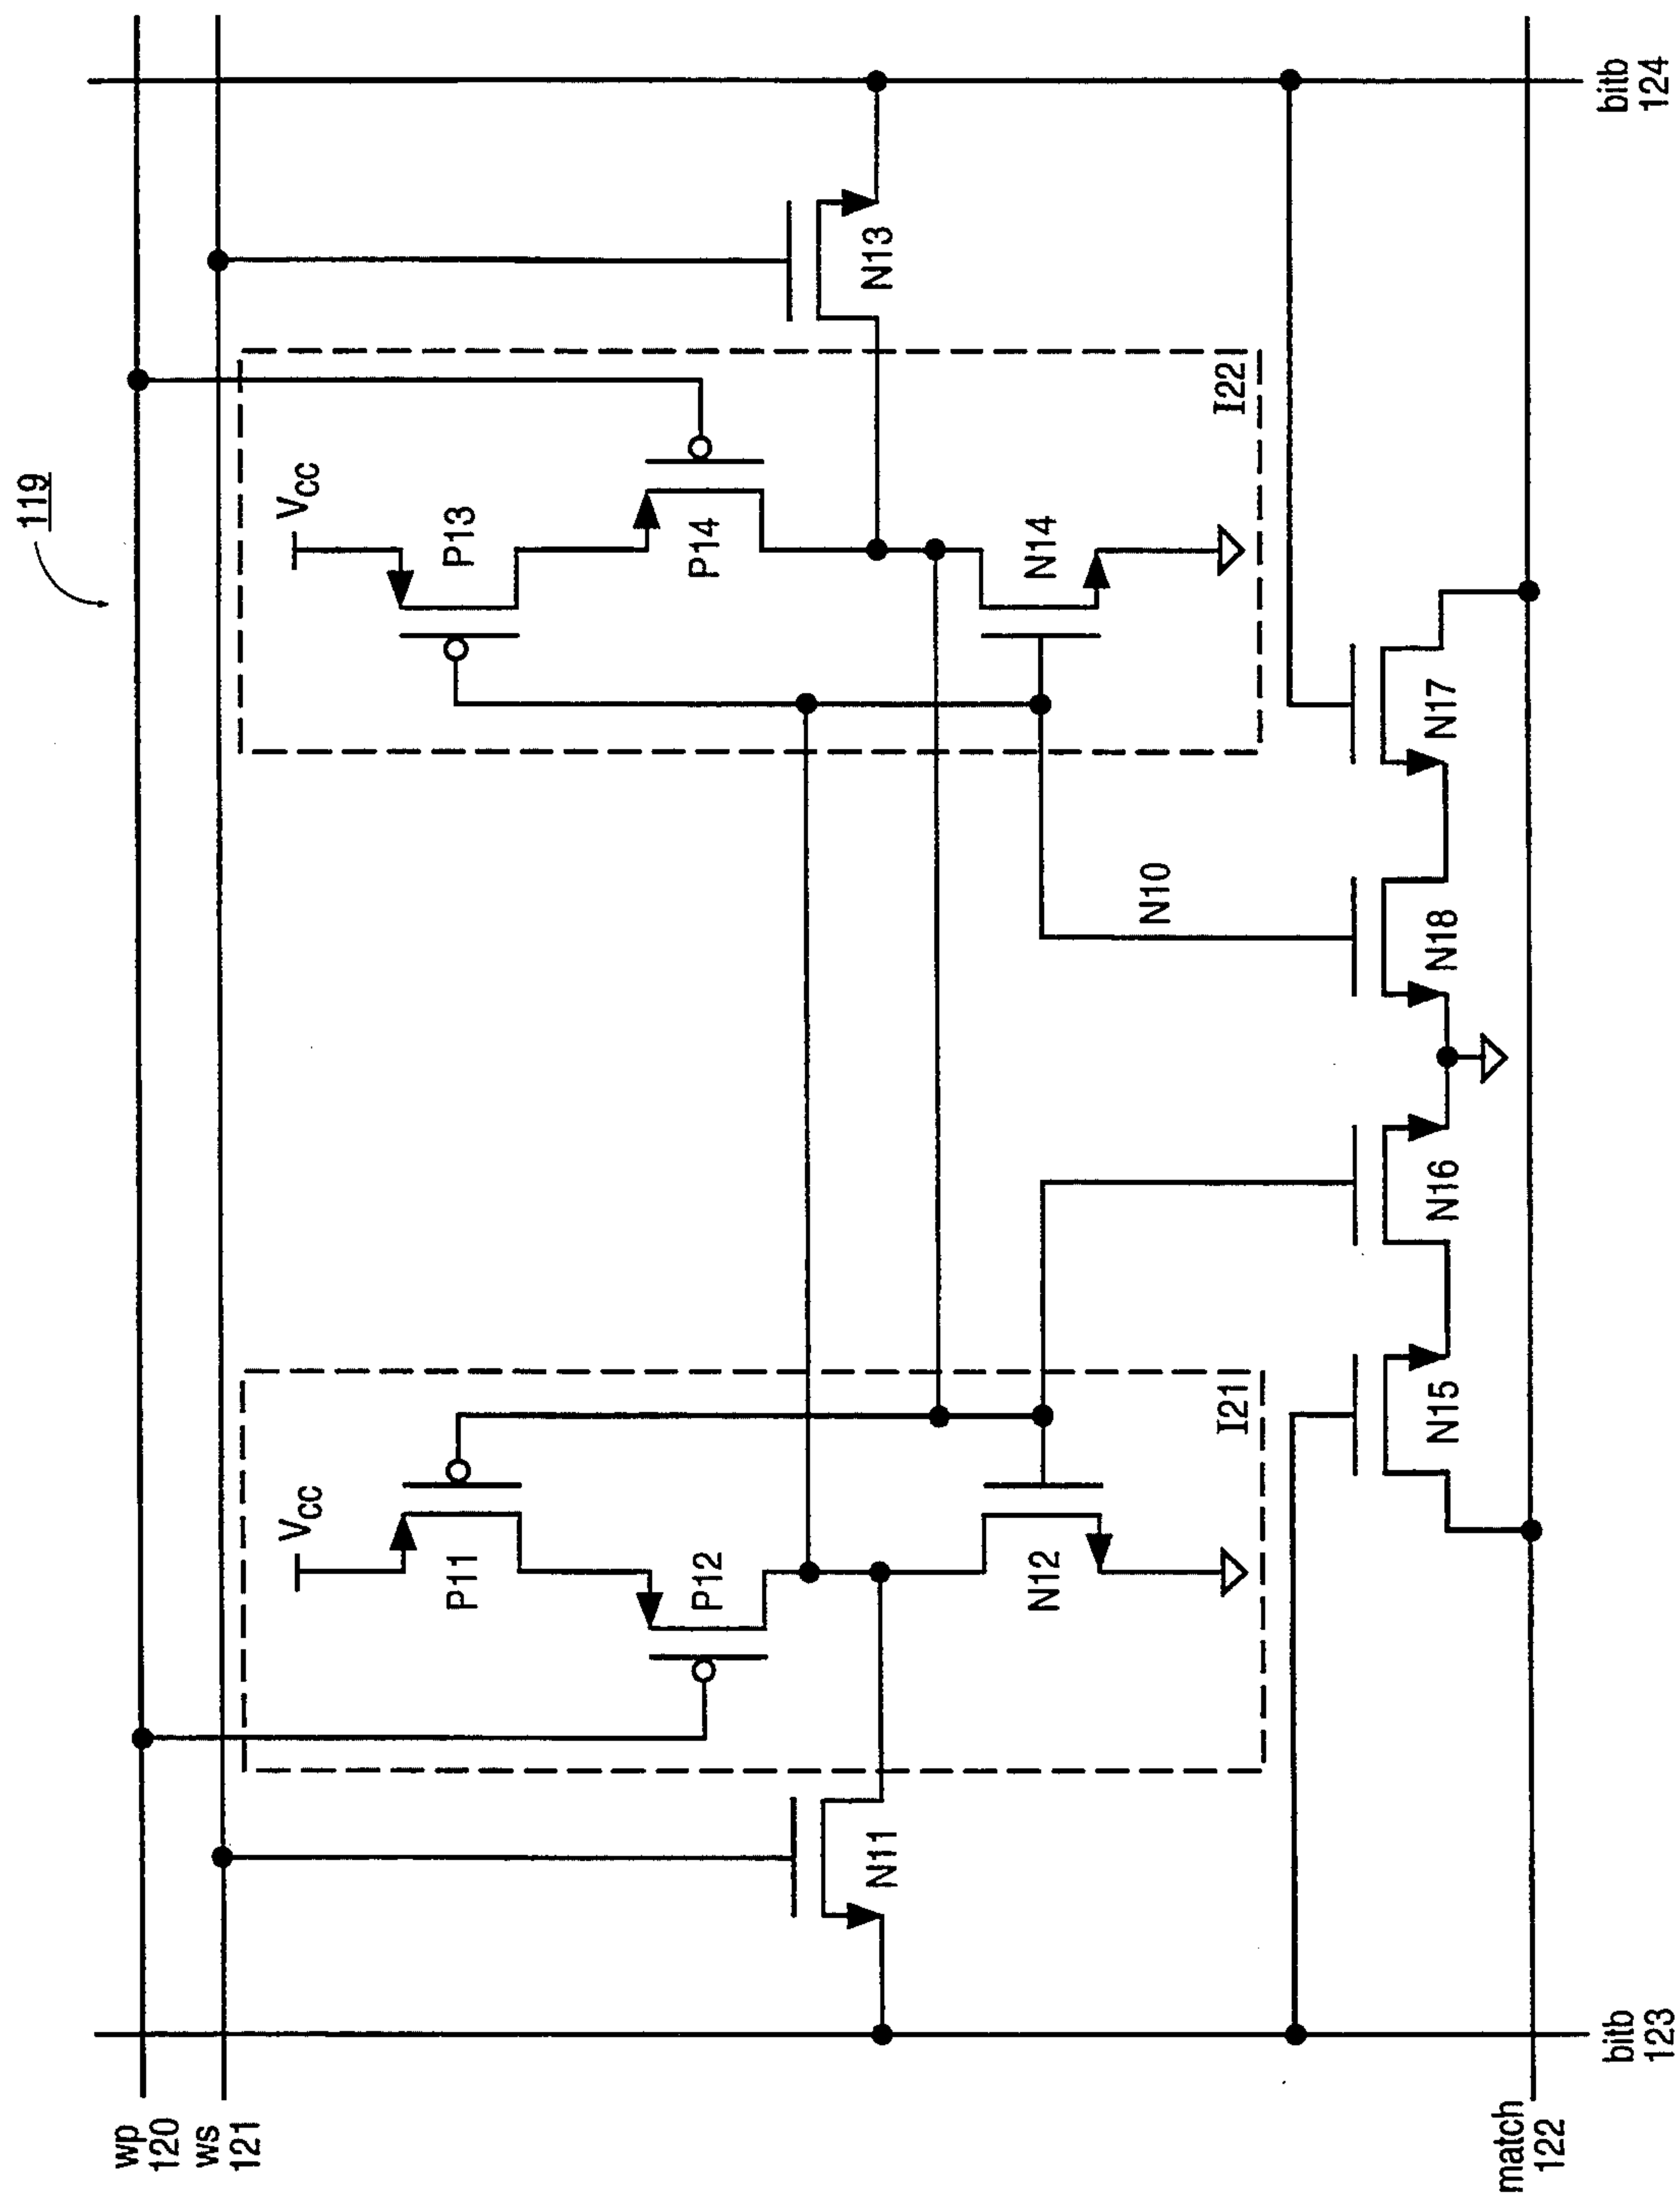 119
wp
120
ws
121
Vcc
Vcc
P11
P13
P12
P14
N11
N13
N12
N14
I21
I22
N10
N15
N16
N18
N17
match
122
bitb
123
bitb
124